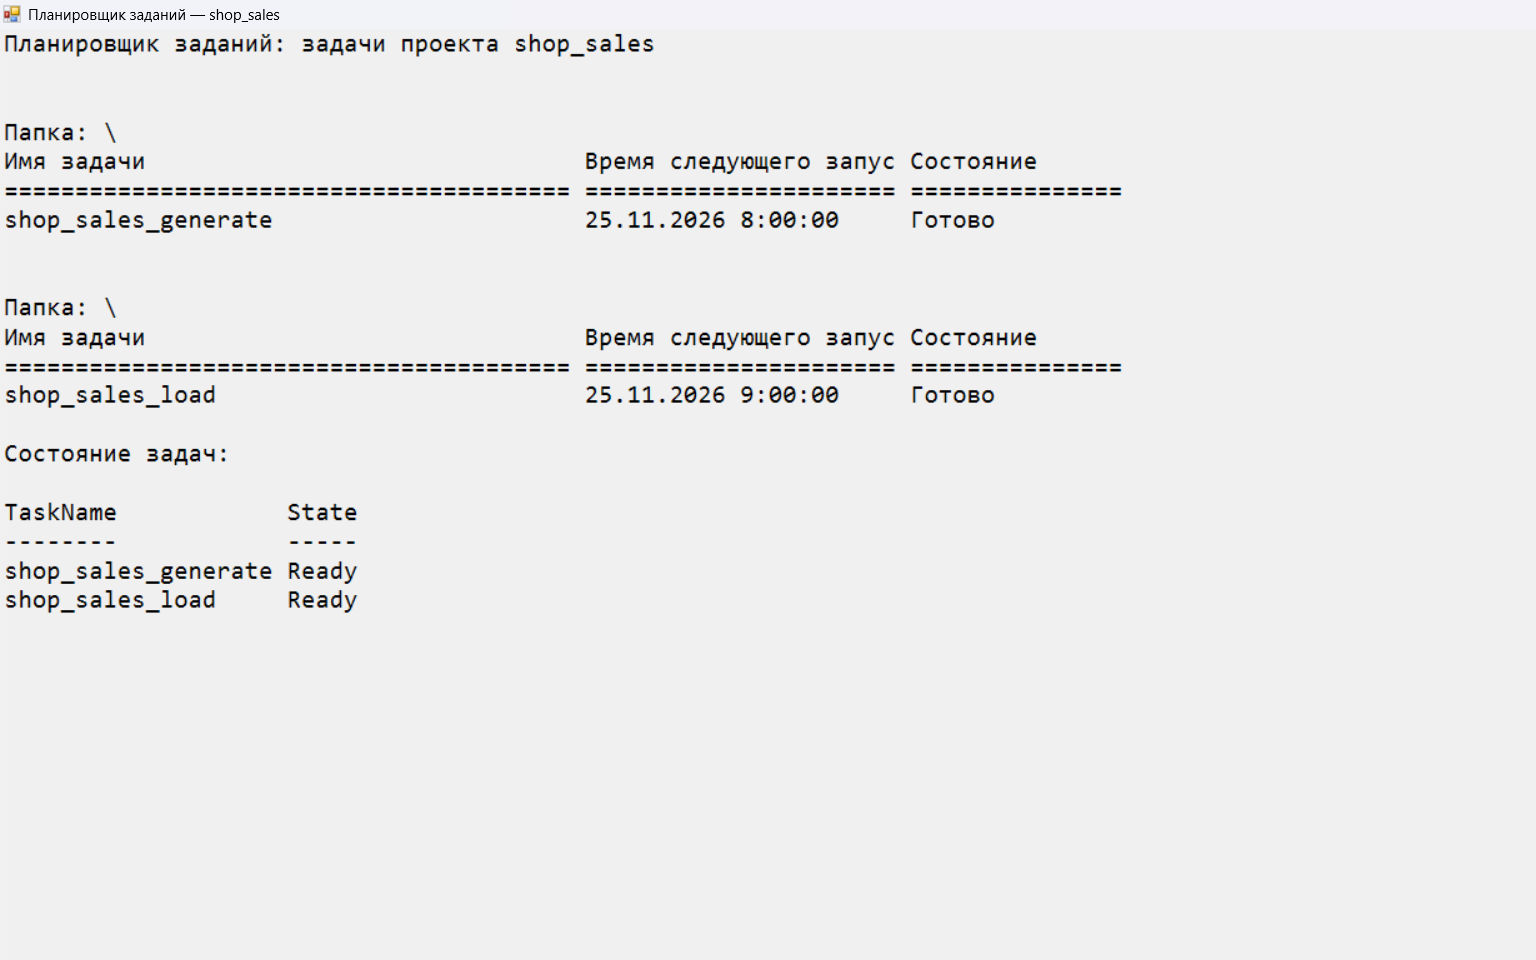 Планировщик заданий — shop_sales
Планировщик заданий: задачи проекта shop_sales
Папка: \
Имя задачи                               Время следующего запус Состояние
======================================== ====================== ===============
shop_sales_generate                      25.11.2026 8:00:00     Готово
Папка: \
Имя задачи                               Время следующего запус Состояние
======================================== ====================== ===============
shop_sales_load                          25.11.2026 9:00:00     Готово
Состояние задач:
TaskName            State
--------            -----
shop_sales_generate Ready
shop_sales_load     Ready